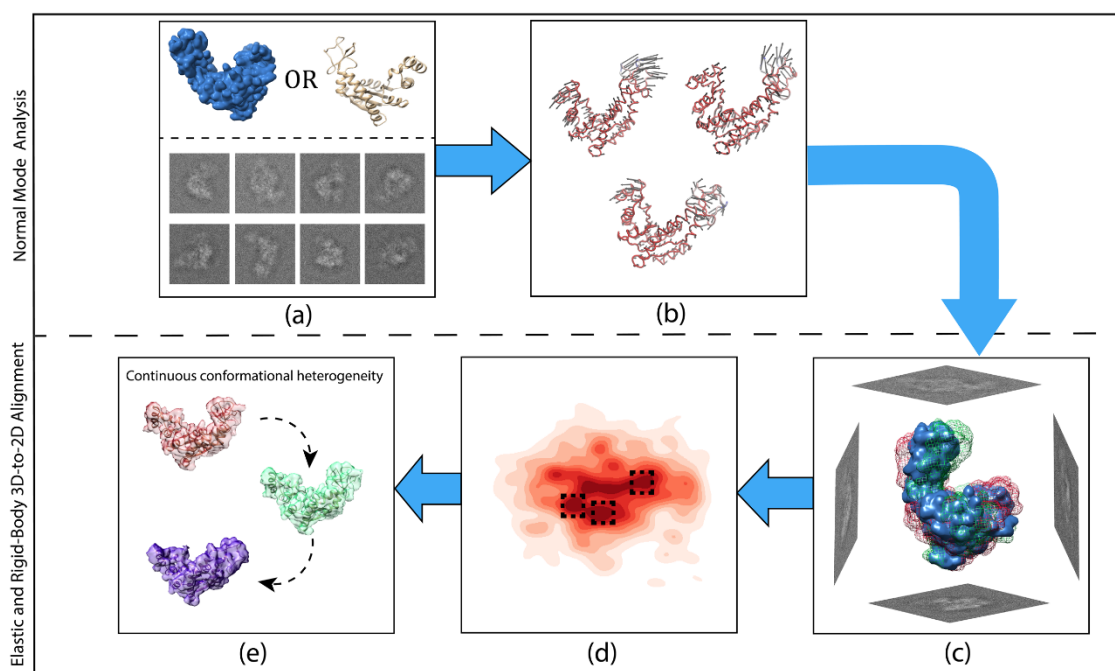 Normal Mode Analysis
OR
(a)
(b)
Elastic and Rigid-Body 3D-to-2D Alignment
Continuous conformational heterogeneity
(e)
(d)
(c)